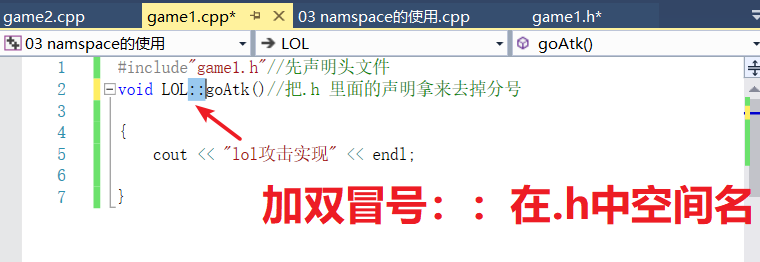 game2.cpp game1.cpp* 03 namspace的使用.cpp game1.h*
03 namspace的使用 LOL goAtk()
1 #include"game1.h"//先声明头文件
2 void LOL::goAtk()//把.h 里面的声明拿来去掉分号
3
4 {
5 cout << "lol攻击实现" << endl;
6
7 }
加双冒号：：在.h中空间名